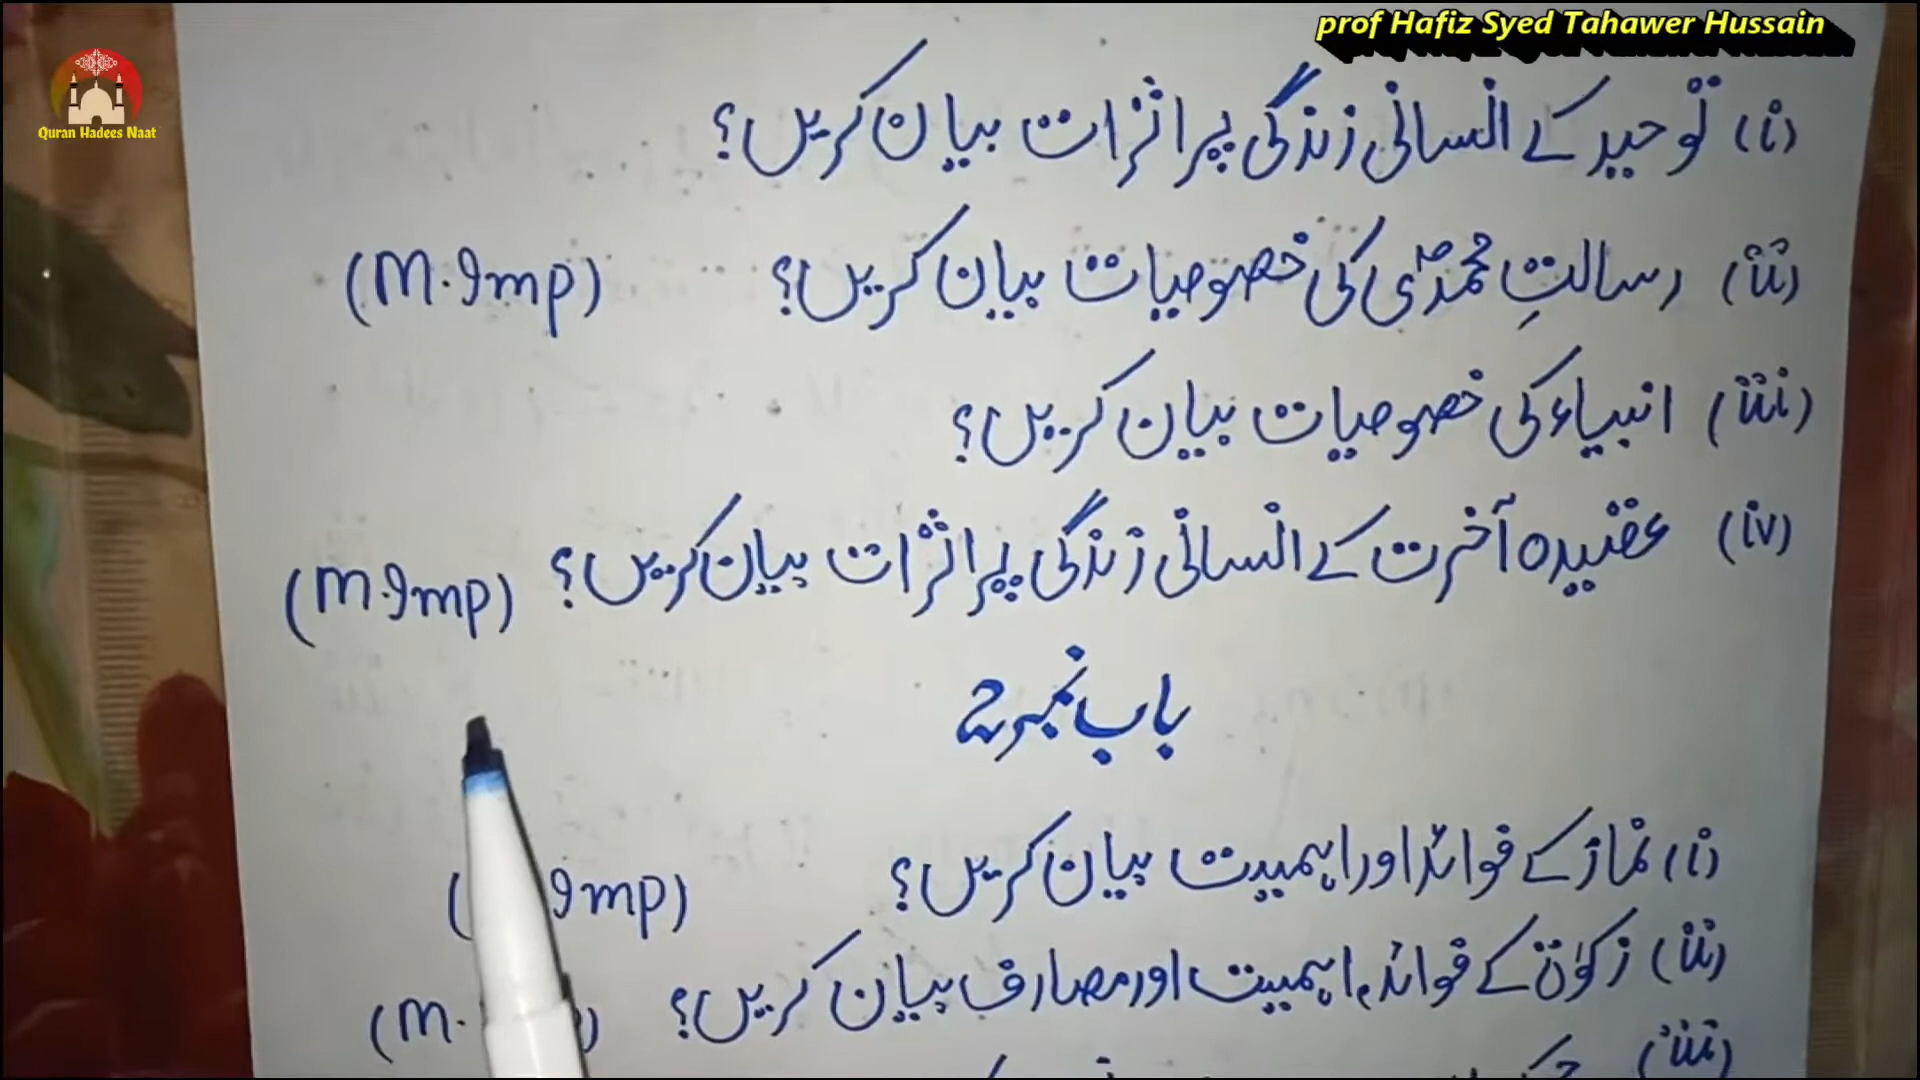 prof Hafiz Syed Tahawer Hussain
Quran Hadees Naat
(i) توحید کے انسانی زندگی پر اثرات بیان کریں؟
(ii) رسالتِ محمدیؐ کی خصوصیات بیان کریں؟ (M.Imp)
(iii) انبیاء کی خصوصیات بیان کریں؟
(iv) عقیدہ آخرت کے انسانی زندگی پر اثرات بیان کریں؟ (M.Imp)
باب نمبر 2
(i) نماز کے فوائد اور اہمیت بیان کریں؟ (Imp)
(ii) زکوٰۃ کے فوائد، اہمیت اور مصارف بیان کریں؟ (M.)
(iii)